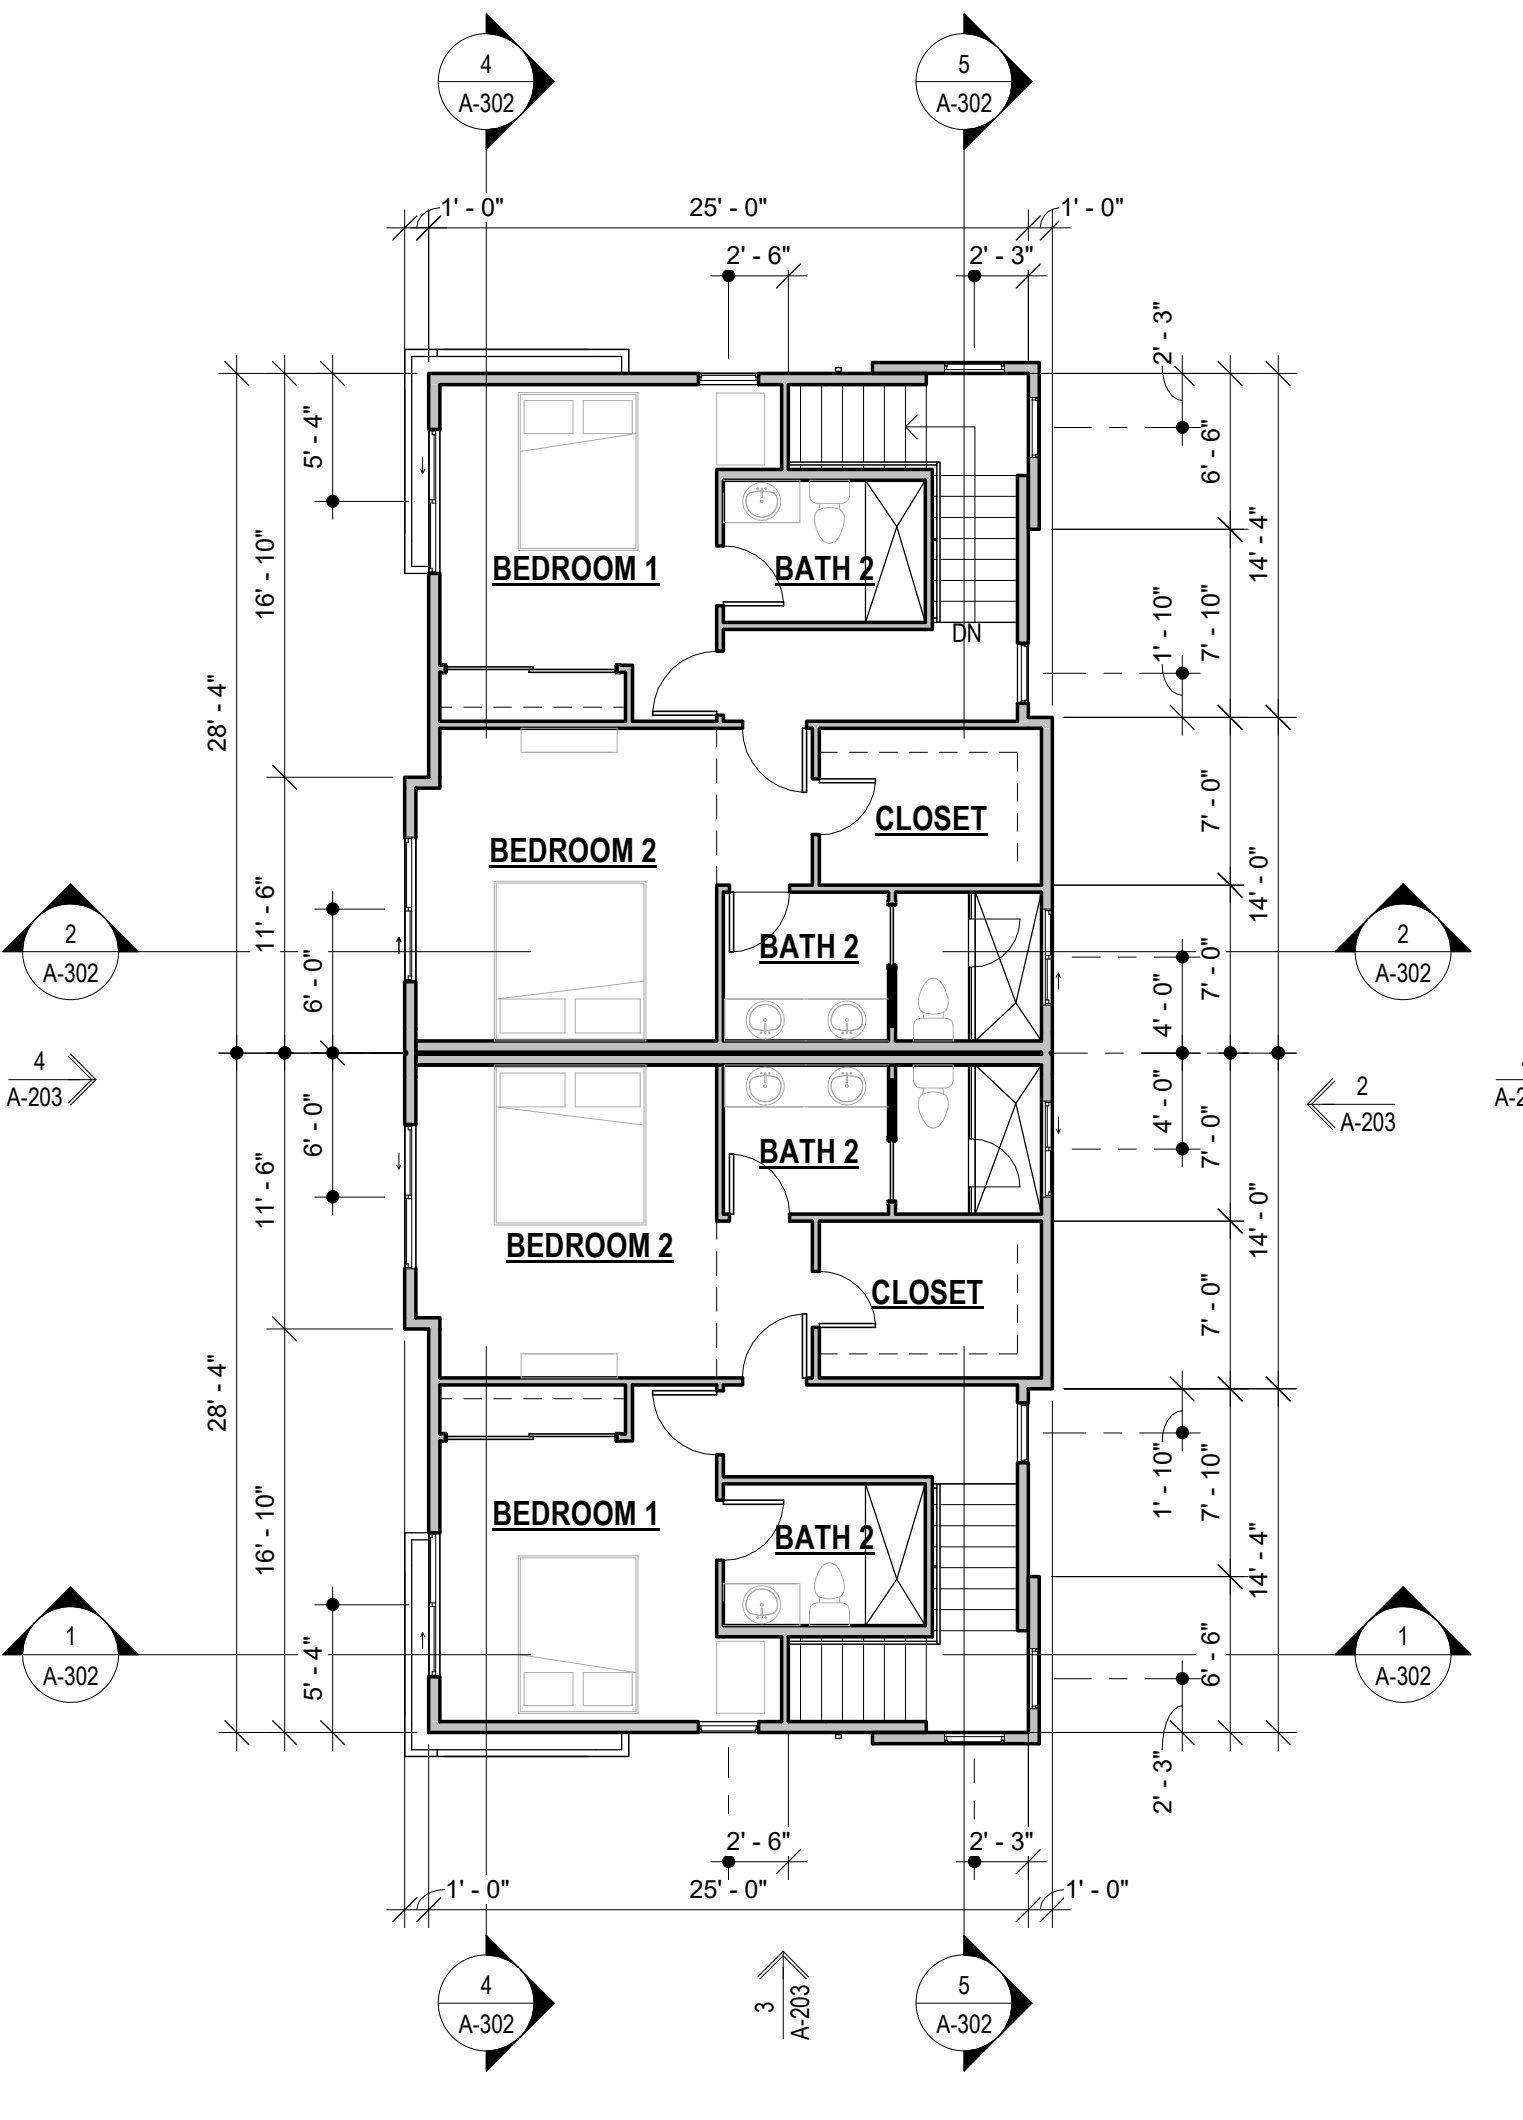 4
A-302
5
A-302
1' - 0"
25' - 0"
1' - 0"
2' - 6"
2' - 3"
2' - 3"
5' - 4"
6' - 6"
16' - 10"
14' - 4"
BEDROOM 1
BATH 2
DN
1' - 10"
7' - 10"
28' - 4"
7' - 0"
CLOSET
BEDROOM 2
14' - 0"
11' - 6"
2
A-302
BATH 2
2
A-302
6' - 0"
7' - 0"
4' - 0"
4
A-203
2
A-203
6' - 0"
4' - 0"
7' - 0"
BATH 2
11' - 6"
14' - 0"
BEDROOM 2
CLOSET
7' - 0"
28' - 4"
1' - 10"
7' - 10"
BEDROOM 1
BATH 2
16' - 10"
14' - 4"
1
A-302
1
A-302
5' - 4"
6' - 6"
2' - 3"
2' - 6"
2' - 3"
1' - 0"
25' - 0"
1' - 0"
4
A-302
3
A-203
5
A-302